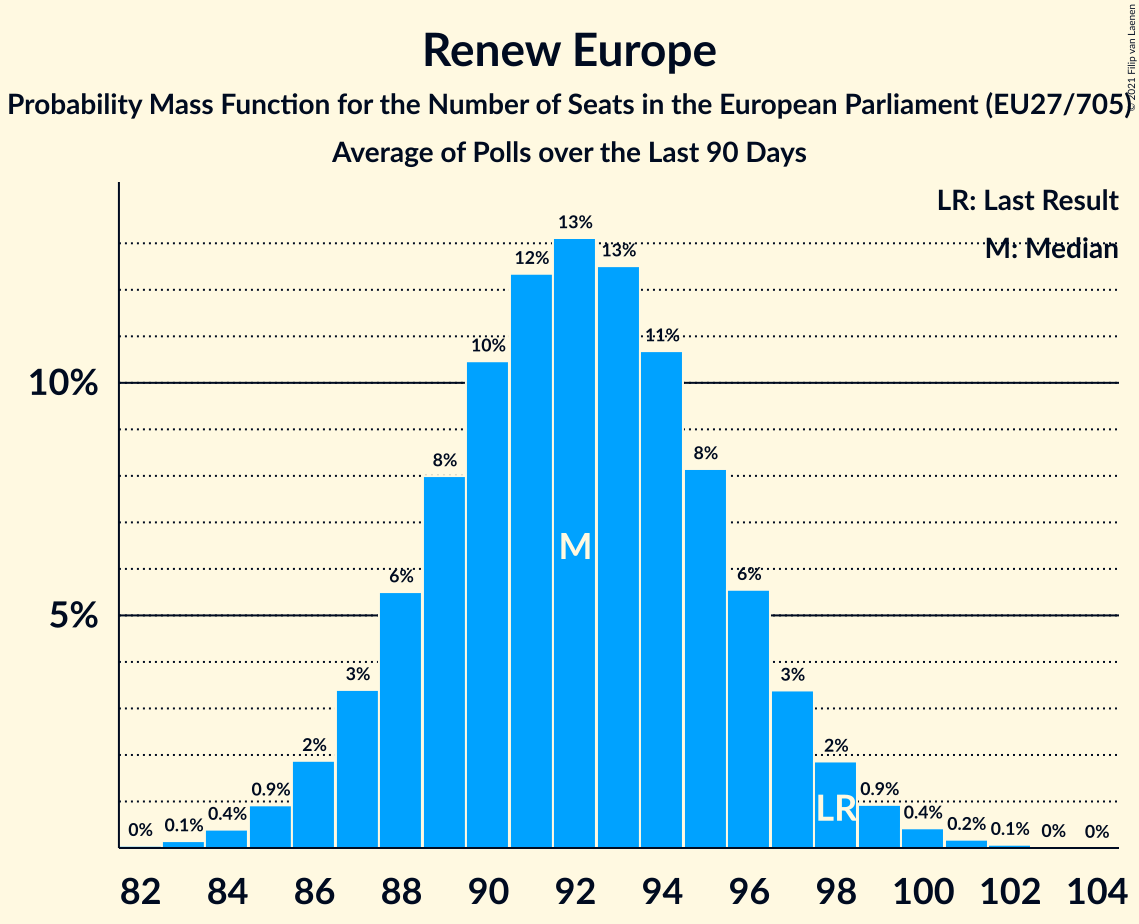 Renew Europe
Probability Mass Function for the Number of Seats in the European Parliament (EU27/705)
Average of Polls over the Last 90 Days
© 2021 Filip van Laenen
LR: Last Result
M: Median
10%
5%
0%
0.1%
0.4%
0.9%
2%
3%
6%
8%
10%
12%
13%
13%
11%
8%
6%
3%
2%
0.9%
0.4%
0.2%
0.1%
0%
0%
M
LR
82 84 86 88 90 92 94 96 98 100 102 104